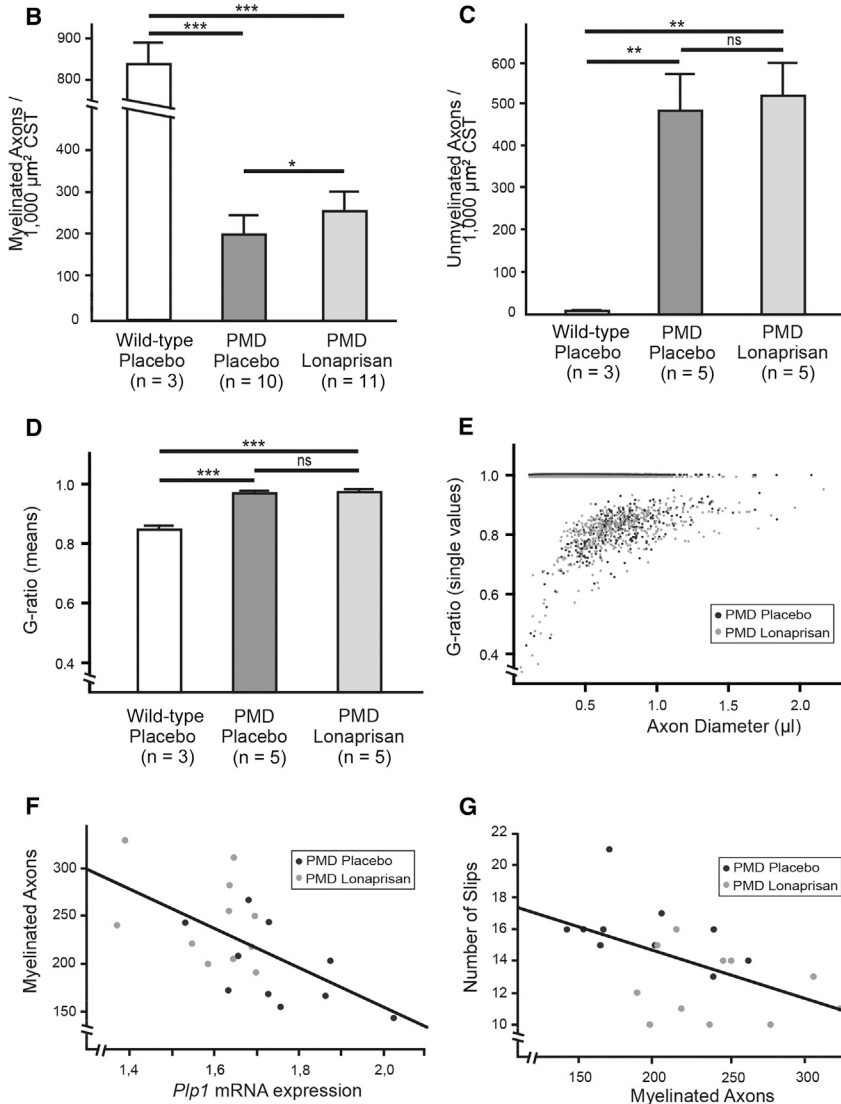 B
Myelinated Axons /
1,000 µm² CST
900
800
400
300
200
100
0
***
***
*
Wild-type
Placebo
(n = 3)
PMD
Placebo
(n = 10)
PMD
Lonaprisan
(n = 11)
C
Unmyelinated Axons /
1,000 µm² CST
600
500
400
300
200
100
0
**
**
ns
Wild-type
Placebo
(n = 3)
PMD
Placebo
(n = 5)
PMD
Lonaprisan
(n = 5)
D
G-ratio (means)
1.0
0.8
0.6
0.4
***
***
ns
Wild-type
Placebo
(n = 3)
PMD
Placebo
(n = 5)
PMD
Lonaprisan
(n = 5)
E
G-ratio (single values)
1.0
0.8
0.6
0.4
PMD Placebo
PMD Lonaprisan
0.5 1.0 1.5 2.0
Axon Diameter (µl)
F
Myelinated Axons
300
250
200
150
PMD Placebo
PMD Lonaprisan
1,4 1,6 1,8 2,0
Plp1 mRNA expression
G
Number of Slips
22
20
18
16
14
12
10
PMD Placebo
PMD Lonaprisan
150 200 250 300
Myelinated Axons